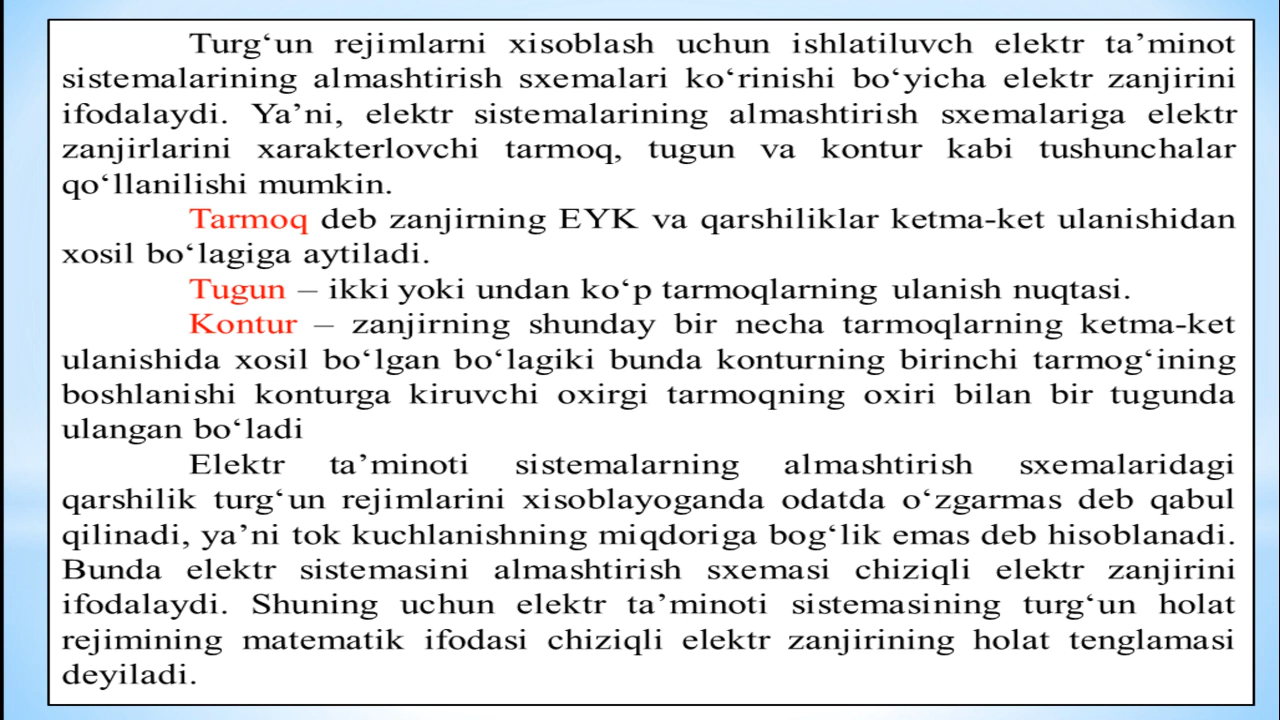 Turg‘un rejimlarni xisoblash uchun ishlatiluvch elektr ta’minot
sistemalarining almashtirish sxemalari ko‘rinishi bo‘yicha elektr zanjirini
ifodalaydi. Ya’ni, elektr sistemalarining almashtirish sxemalariga elektr
zanjirlarini xarakterlovchi tarmoq, tugun va kontur kabi tushunchalar
qo‘llanilishi mumkin.
Tarmoq deb zanjirning EYK va qarshiliklar ketma-ket ulanishidan
xosil bo‘lagiga aytiladi.
Tugun – ikki yoki undan ko‘p tarmoqlarning ulanish nuqtasi.
Kontur – zanjirning shunday bir necha tarmoqlarning ketma-ket
ulanishida xosil bo‘lgan bo‘lagiki bunda konturning birinchi tarmog‘ining
boshlanishi konturga kiruvchi oxirgi tarmoqning oxiri bilan bir tugunda
ulangan bo‘ladi
Elektr ta’minoti sistemalarning almashtirish sxemalaridagi
qarshilik turg‘un rejimlarini xisoblayoganda odatda o‘zgarmas deb qabul
qilinadi, ya’ni tok kuchlanishning miqdoriga bog‘lik emas deb hisoblanadi.
Bunda elektr sistemasini almashtirish sxemasi chiziqli elektr zanjirini
ifodalaydi. Shuning uchun elektr ta’minoti sistemasining turg‘un holat
rejimining matematik ifodasi chiziqli elektr zanjirining holat tenglamasi
deyiladi.